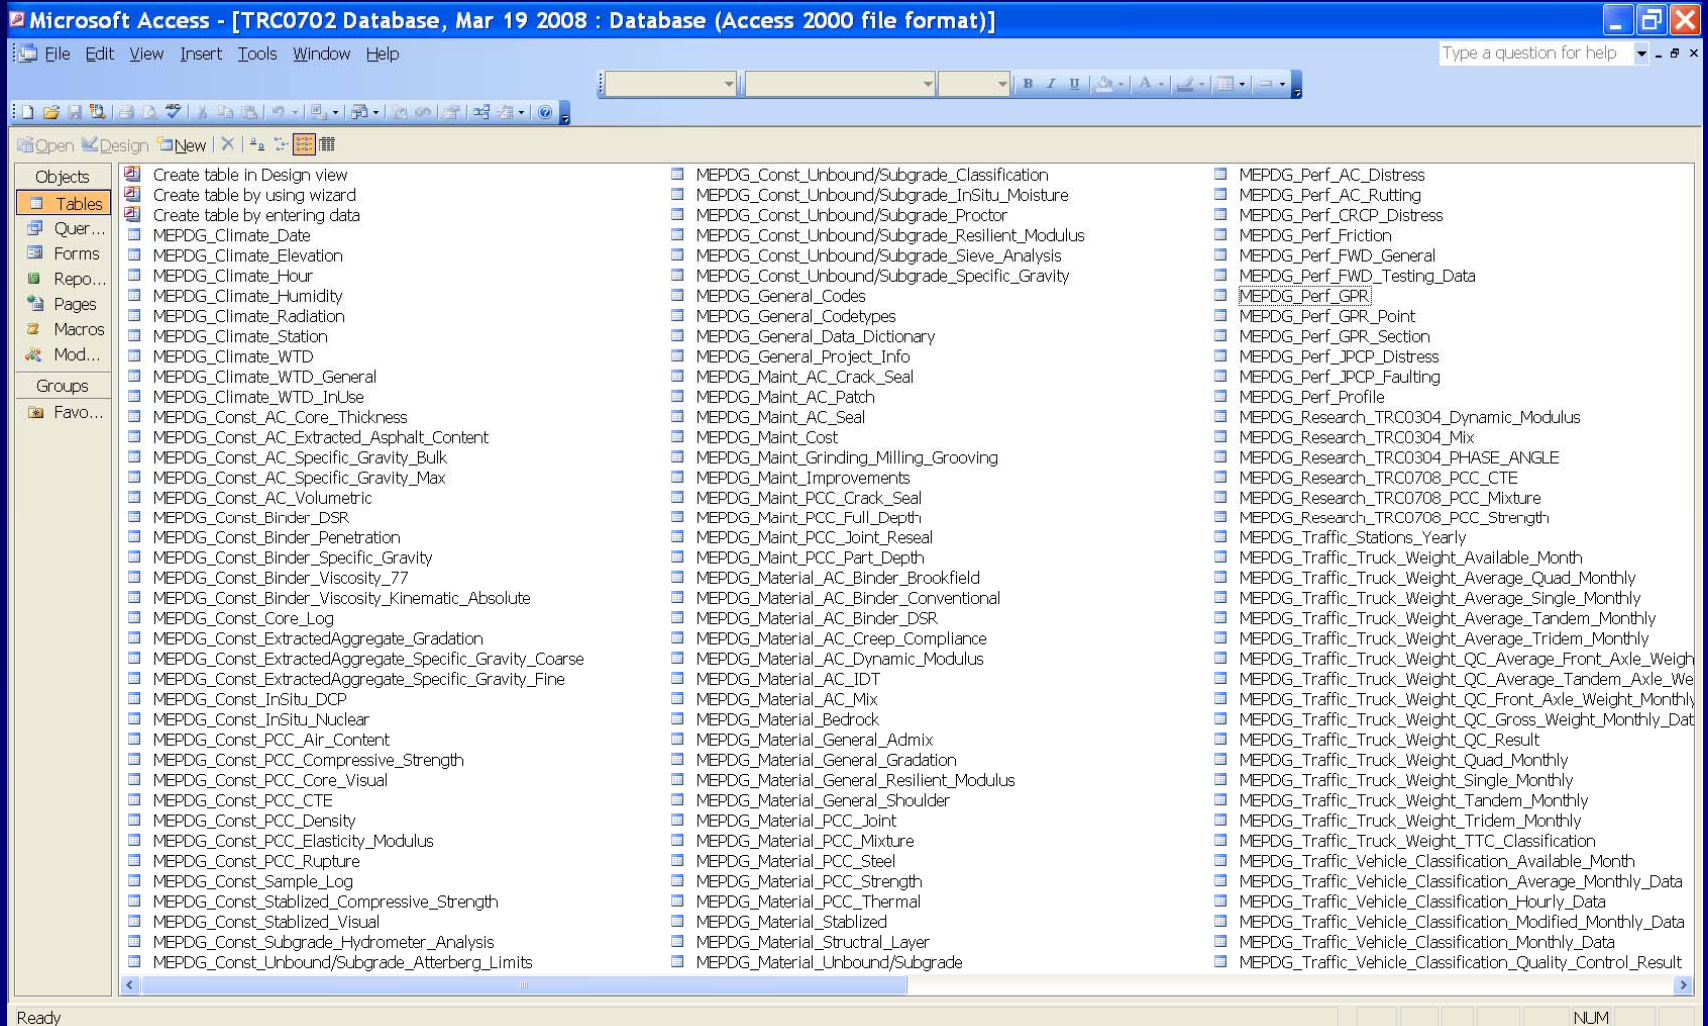 Microsoft Access - [TRC0702 Database, Mar 19 2008 : Database (Access 2000 file format)]
File Edit View Insert Tools Window Help
Type a question for help
B I U A
Open Design New
Objects
Tables
Quer...
Forms
Repo...
Pages
Macros
Mod...
Groups
Favo...
Create table in Design view
Create table by using wizard
Create table by entering data
MEPDG_Climate_Date
MEPDG_Climate_Elevation
MEPDG_Climate_Hour
MEPDG_Climate_Humidity
MEPDG_Climate_Radiation
MEPDG_Climate_Station
MEPDG_Climate_WTD
MEPDG_Climate_WTD_General
MEPDG_Climate_WTD_InUse
MEPDG_Const_AC_Core_Thickness
MEPDG_Const_AC_Extracted_Asphalt_Content
MEPDG_Const_AC_Specific_Gravity_Bulk
MEPDG_Const_AC_Specific_Gravity_Max
MEPDG_Const_AC_Volumetric
MEPDG_Const_Binder_DSR
MEPDG_Const_Binder_Penetration
MEPDG_Const_Binder_Specific_Gravity
MEPDG_Const_Binder_Viscosity_77
MEPDG_Const_Binder_Viscosity_Kinematic_Absolute
MEPDG_Const_Core_Log
MEPDG_Const_ExtractedAggregate_Gradation
MEPDG_Const_ExtractedAggregate_Specific_Gravity_Coarse
MEPDG_Const_ExtractedAggregate_Specific_Gravity_Fine
MEPDG_Const_InSitu_DCP
MEPDG_Const_InSitu_Nuclear
MEPDG_Const_PCC_Air_Content
MEPDG_Const_PCC_Compressive_Strength
MEPDG_Const_PCC_Core_Visual
MEPDG_Const_PCC_CTE
MEPDG_Const_PCC_Density
MEPDG_Const_PCC_Elasticity_Modulus
MEPDG_Const_PCC_Rupture
MEPDG_Const_Sample_Log
MEPDG_Const_Stablized_Compressive_Strength
MEPDG_Const_Stablized_Visual
MEPDG_Const_Subgrade_Hydrometer_Analysis
MEPDG_Const_Unbound/Subgrade_Atterberg_Limits
MEPDG_Const_Unbound/Subgrade_Classification
MEPDG_Const_Unbound/Subgrade_InSitu_Moisture
MEPDG_Const_Unbound/Subgrade_Proctor
MEPDG_Const_Unbound/Subgrade_Resilient_Modulus
MEPDG_Const_Unbound/Subgrade_Sieve_Analysis
MEPDG_Const_Unbound/Subgrade_Specific_Gravity
MEPDG_General_Codes
MEPDG_General_Codetypes
MEPDG_General_Data_Dictionary
MEPDG_General_Project_Info
MEPDG_Maint_AC_Crack_Seal
MEPDG_Maint_AC_Patch
MEPDG_Maint_AC_Seal
MEPDG_Maint_Cost
MEPDG_Maint_Grinding_Milling_Grooving
MEPDG_Maint_Improvements
MEPDG_Maint_PCC_Crack_Seal
MEPDG_Maint_PCC_Full_Depth
MEPDG_Maint_PCC_Joint_Reseal
MEPDG_Maint_PCC_Part_Depth
MEPDG_Material_AC_Binder_Brookfield
MEPDG_Material_AC_Binder_Conventional
MEPDG_Material_AC_Binder_DSR
MEPDG_Material_AC_Creep_Compliance
MEPDG_Material_AC_Dynamic_Modulus
MEPDG_Material_AC_IDT
MEPDG_Material_AC_Mix
MEPDG_Material_Bedrock
MEPDG_Material_General_Admix
MEPDG_Material_General_Gradation
MEPDG_Material_General_Resilient_Modulus
MEPDG_Material_General_Shoulder
MEPDG_Material_PCC_Joint
MEPDG_Material_PCC_Mixture
MEPDG_Material_PCC_Steel
MEPDG_Material_PCC_Strength
MEPDG_Material_PCC_Thermal
MEPDG_Material_Stablized
MEPDG_Material_Structral_Layer
MEPDG_Material_Unbound/Subgrade
MEPDG_Perf_AC_Distress
MEPDG_Perf_AC_Rutting
MEPDG_Perf_CRCP_Distress
MEPDG_Perf_Friction
MEPDG_Perf_FWD_General
MEPDG_Perf_FWD_Testing_Data
MEPDG_Perf_GPR
MEPDG_Perf_GPR_Point
MEPDG_Perf_GPR_Section
MEPDG_Perf_JPCP_Distress
MEPDG_Perf_JPCP_Faulting
MEPDG_Perf_Profile
MEPDG_Research_TRC0304_Dynamic_Modulus
MEPDG_Research_TRC0304_Mix
MEPDG_Research_TRC0304_PHASE_ANGLE
MEPDG_Research_TRC0708_PCC_CTE
MEPDG_Research_TRC0708_PCC_Mixture
MEPDG_Research_TRC0708_PCC_Strength
MEPDG_Traffic_Stations_Yearly
MEPDG_Traffic_Truck_Weight_Available_Month
MEPDG_Traffic_Truck_Weight_Average_Quad_Monthly
MEPDG_Traffic_Truck_Weight_Average_Single_Monthly
MEPDG_Traffic_Truck_Weight_Average_Tandem_Monthly
MEPDG_Traffic_Truck_Weight_Average_Tridem_Monthly
MEPDG_Traffic_Truck_Weight_QC_Average_Front_Axle_Weigh
MEPDG_Traffic_Truck_Weight_QC_Average_Tandem_Axle_We
MEPDG_Traffic_Truck_Weight_QC_Front_Axle_Weight_Monthly
MEPDG_Traffic_Truck_Weight_QC_Gross_Weight_Monthly_Dat
MEPDG_Traffic_Truck_Weight_QC_Result
MEPDG_Traffic_Truck_Weight_Quad_Monthly
MEPDG_Traffic_Truck_Weight_Single_Monthly
MEPDG_Traffic_Truck_Weight_Tandem_Monthly
MEPDG_Traffic_Truck_Weight_Tridem_Monthly
MEPDG_Traffic_Truck_Weight_TTC_Classification
MEPDG_Traffic_Vehicle_Classification_Available_Month
MEPDG_Traffic_Vehicle_Classification_Average_Monthly_Data
MEPDG_Traffic_Vehicle_Classification_Hourly_Data
MEPDG_Traffic_Vehicle_Classification_Modified_Monthly_Data
MEPDG_Traffic_Vehicle_Classification_Monthly_Data
MEPDG_Traffic_Vehicle_Classification_Quality_Control_Result
Ready
NUM